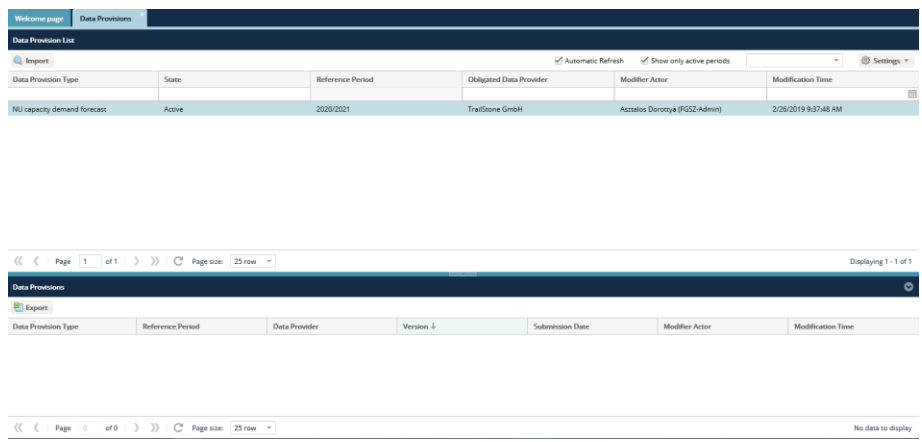 Welcome page Data Provisions
Data Provision List
Import Automatic Refresh Show only active periods Settings
Data Provision Type State Reference Period Obligated Data Provider Modifier Actor Modification Time
NU capacity demand forecast Active 2020/2021 TrailStone GmbH Asztalos Dorottya (FGSZ-Admin) 2/26/2019 9:37:48 AM
Page 1 of 1 Page size: 25 row Displaying 1 - 1 of 1
Data Provisions
Export
Data Provision Type Reference Period Data Provider Version ↓ Submission Date Modifier Actor Modification Time
Page 0 of 0 Page size: 25 row No data to display